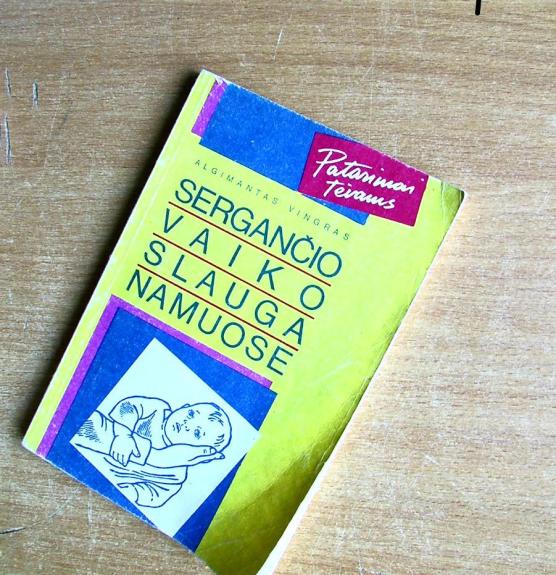 Patarimai
tėvams
ALGIMANTAS VINGRAS
SERGANČIO
VAIKO
SLAUGA
NAMUOSE